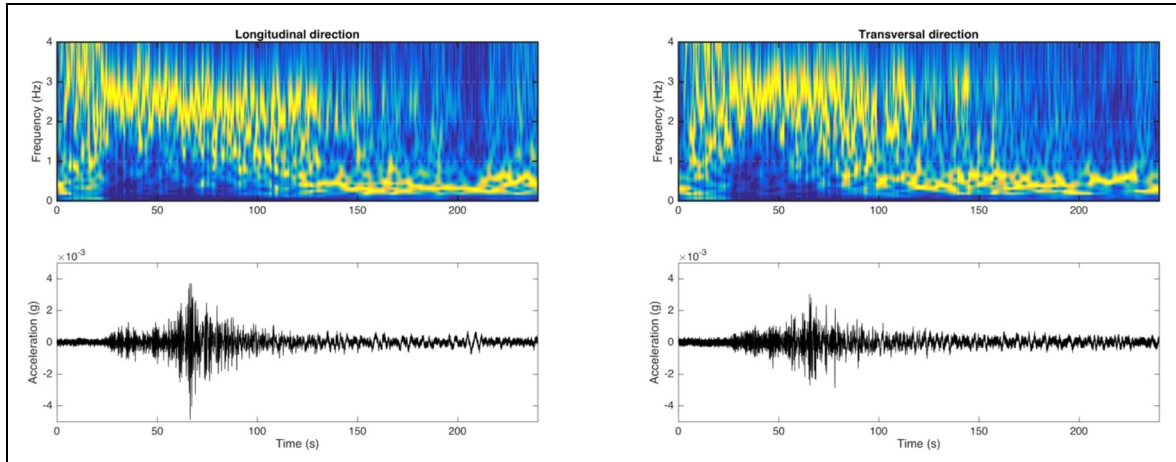 Longitudinal direction
4
3
2
1
0
Frequency (Hz)
0 50 100 150 200
×10⁻³
4
2
0
-2
-4
Acceleration (g)
0 50 100 150 200
Time (s)
Transversal direction
4
3
2
1
0
Frequency (Hz)
0 50 100 150 200
×10⁻³
4
2
0
-2
-4
Acceleration (g)
0 50 100 150 200
Time (s)